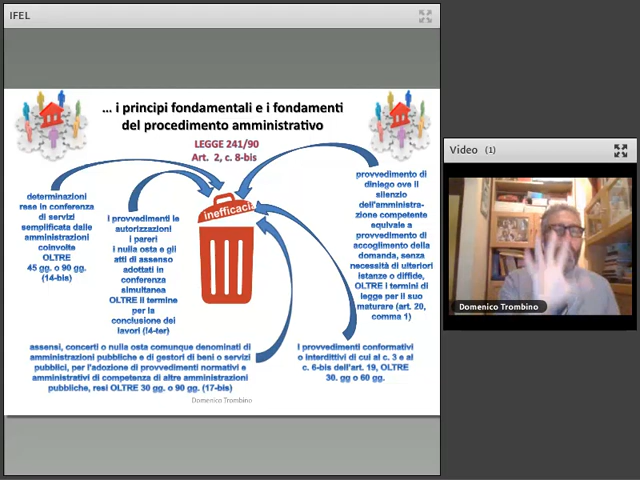 IFEL
... i principi fondamentali e i fondamenti
del procedimento amministrativo
LEGGE 241/90
Art. 2, c. 8-bis
determinazioni
rese in conferenza
di servizi
semplificata dalle
amministrazioni
coinvolte
OLTRE
45 gg. o 90 gg.
(14-bis)
i provvedimenti le
autorizzazioni
i pareri
i nulla osta e gli
atti di assenso
adottati in
conferenza
simultanea
OLTRE il termine
per la
conclusione dei
lavori (!4-ter)
inefficaci
provvedimento di
diniego ove il
silenzio
dell'amministra-
zione competente
equivale a
provvedimento di
accoglimento della
domanda, senza
necessità di ulteriori
istanze o diffide,
OLTRE i termini di
legge per il suo
maturare (art. 20,
comma 1)
assensi, concerti o nulla osta comunque denominati di
amministrazioni pubbliche e di gestori di beni o servizi
pubblici, per l'adozione di provvedimenti normativi e
amministrativi di competenza di altre amministrazioni
pubbliche, resi OLTRE 30 gg. o 90 gg. (17-bis)
i provvedimenti conformativi
o interdittivi di cui al c. 3 e al
c. 6-bis dell'art. 19, OLTRE
30. gg o 60 gg.
Domenico Trombino
Video (1)
Domenico Trombino